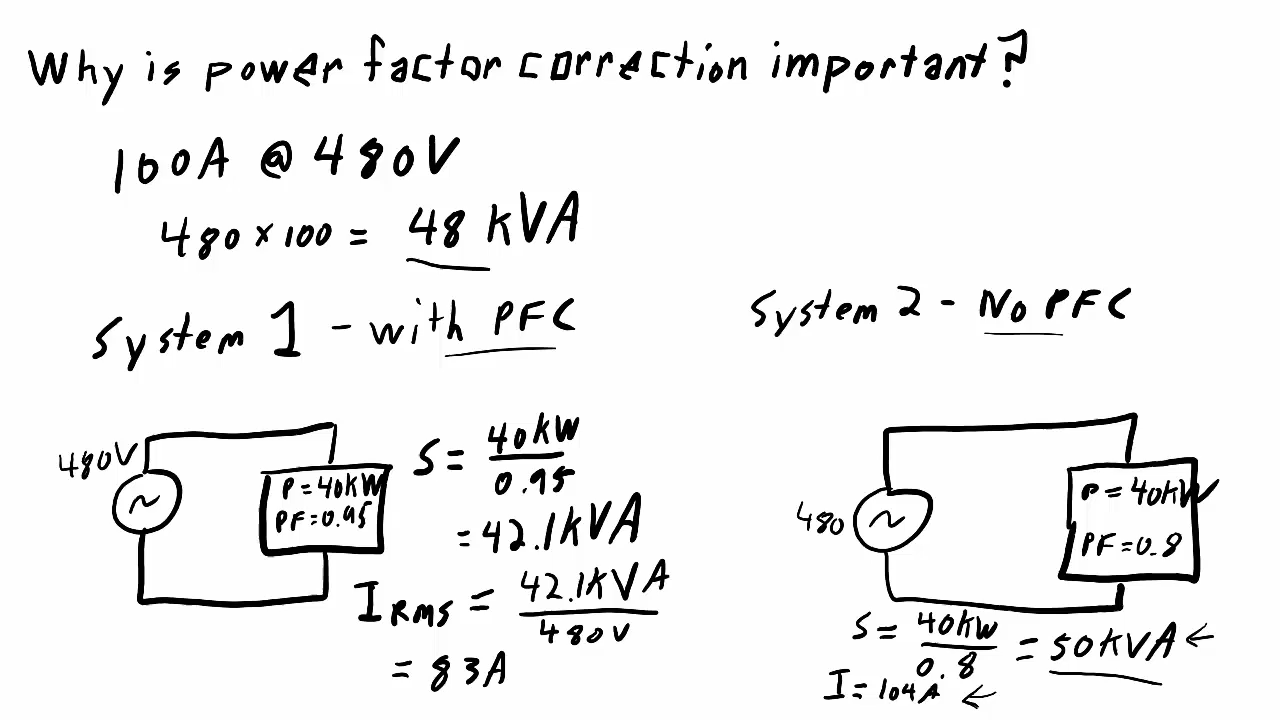 Why is power factor correction important?
100A @ 480V
480 × 100 = 48 kVA
System 1 - with PFC
480V
P = 40kW
PF = 0.95
S = 40kW / 0.95
= 42.1kVA
I RMS = 42.1kVA / 480V
= 83A
System 2 - No PFC
480
P = 40kW
PF = 0.8
S = 40kW / 0.8 = 50kVA ←
I = 104A ←